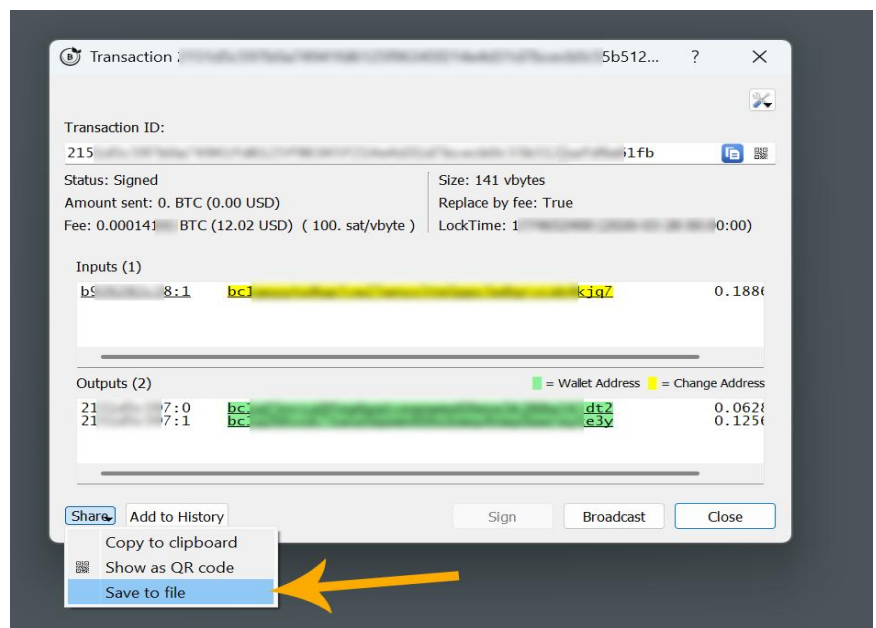 Transaction 5b512... ?
Transaction ID:
215 51fb
Status: Signed
Size: 141 vbytes
Amount sent: 0. BTC (0.00 USD)
Replace by fee: True
Fee: 0.000141 BTC (12.02 USD) ( 100. sat/vbyte )
LockTime: 1 0:00)
Inputs (1)
b9 8:1 bc1 kjq7 0.1886
Outputs (2)
= Wallet Address = Change Address
21 7:0 bc1 dt2 0.0628
21 7:1 bc1 e3y 0.1256
Share Add to History Sign Broadcast Close
Copy to clipboard
Show as QR code
Save to file